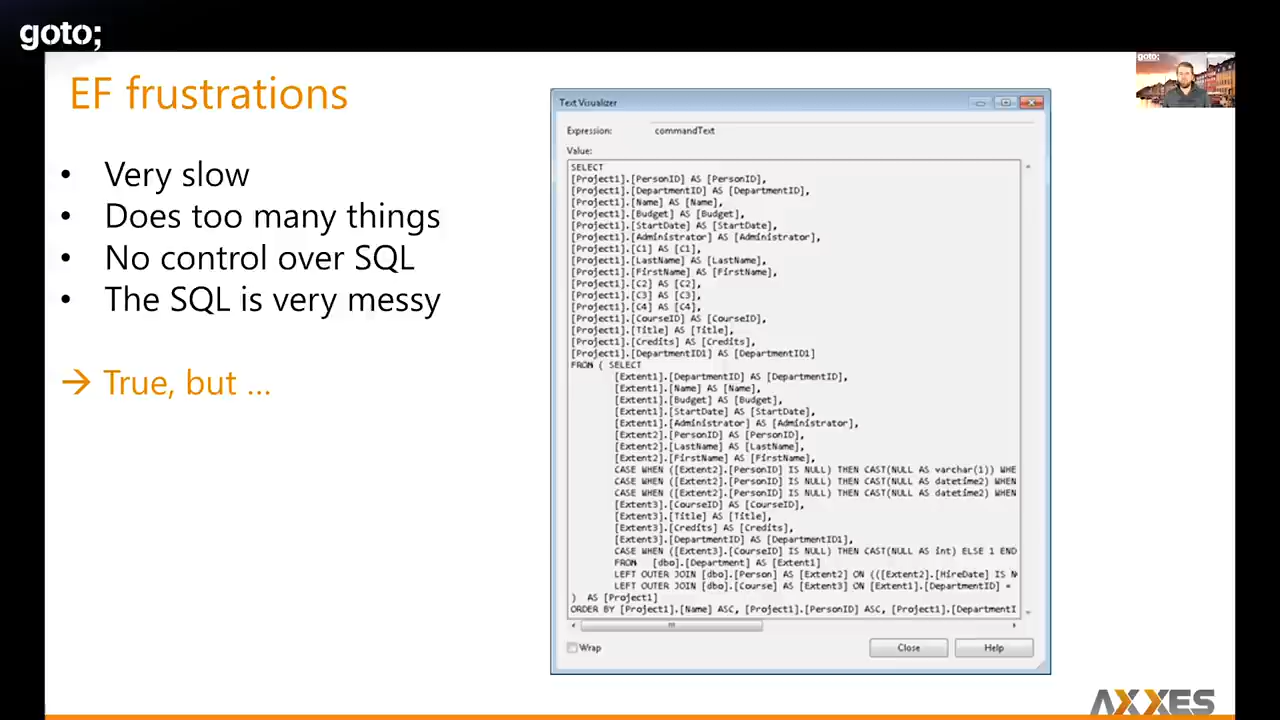 goto;
goto;
EF frustrations
• Very slow
• Does too many things
• No control over SQL
• The SQL is very messy
→ True, but ...
Text Visualizer
Expression: commandText
Value:
SELECT
[Project1].[PersonID] AS [PersonID],
[Project1].[DepartmentID] AS [DepartmentID],
[Project1].[Name] AS [Name],
[Project1].[Budget] AS [Budget],
[Project1].[StartDate] AS [StartDate],
[Project1].[Administrator] AS [Administrator],
[Project1].[C1] AS [C1],
[Project1].[LastName] AS [LastName],
[Project1].[FirstName] AS [FirstName],
[Project1].[C2] AS [C2],
[Project1].[C3] AS [C3],
[Project1].[C4] AS [C4],
[Project1].[CourseID] AS [CourseID],
[Project1].[Title] AS [Title],
[Project1].[Credits] AS [Credits],
[Project1].[DepartmentID1] AS [DepartmentID1]
FROM ( SELECT
[Extent1].[DepartmentID] AS [DepartmentID],
[Extent1].[Name] AS [Name],
[Extent1].[Budget] AS [Budget],
[Extent1].[StartDate] AS [StartDate],
[Extent1].[Administrator] AS [Administrator],
[Extent2].[PersonID] AS [PersonID],
[Extent2].[LastName] AS [LastName],
[Extent2].[FirstName] AS [FirstName],
CASE WHEN ([Extent2].[PersonID] IS NULL) THEN CAST(NULL AS varchar(1)) WHE
CASE WHEN ([Extent2].[PersonID] IS NULL) THEN CAST(NULL AS datetime2) WHEN
CASE WHEN ([Extent2].[PersonID] IS NULL) THEN CAST(NULL AS datetime2) WHEN
[Extent3].[CourseID] AS [CourseID],
[Extent3].[Title] AS [Title],
[Extent3].[Credits] AS [Credits],
[Extent3].[DepartmentID] AS [DepartmentID1],
CASE WHEN ([Extent3].[CourseID] IS NULL) THEN CAST(NULL AS int) ELSE 1 END
FROM [dbo].[Department] AS [Extent1]
LEFT OUTER JOIN [dbo].[Person] AS [Extent2] ON (([Extent2].[HireDate] IS N
LEFT OUTER JOIN [dbo].[Course] AS [Extent3] ON [Extent1].[DepartmentID] =
) AS [Project1]
ORDER BY [Project1].[Name] ASC, [Project1].[PersonID] ASC, [Project1].[DepartmentI
Wrap
Close
Help
AXXES